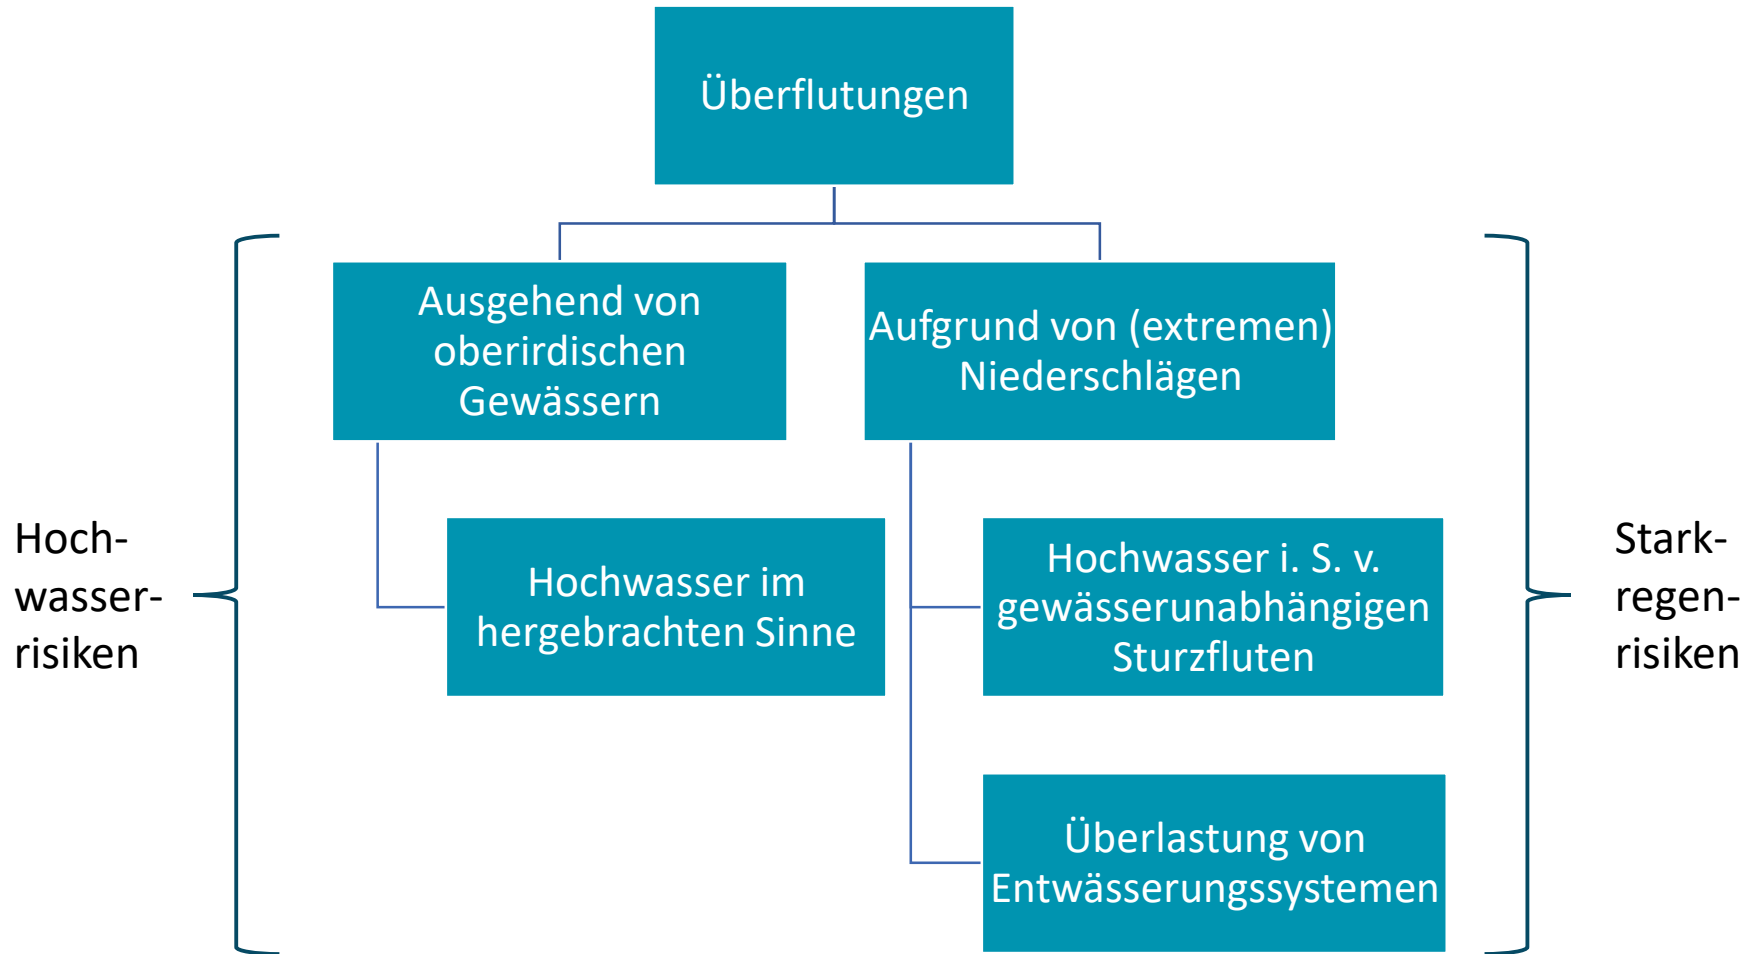 Überflutungen
Ausgehend von
oberirdischen
Gewässern
Aufgrund von (extremen)
Niederschlägen
Hoch-
wasser-
risiken
Hochwasser im
hergebrachten Sinne
Hochwasser i. S. v.
gewässerunabhängigen
Sturzfluten
Stark-
regen-
risiken
Überlastung von
Entwässerungssystemen